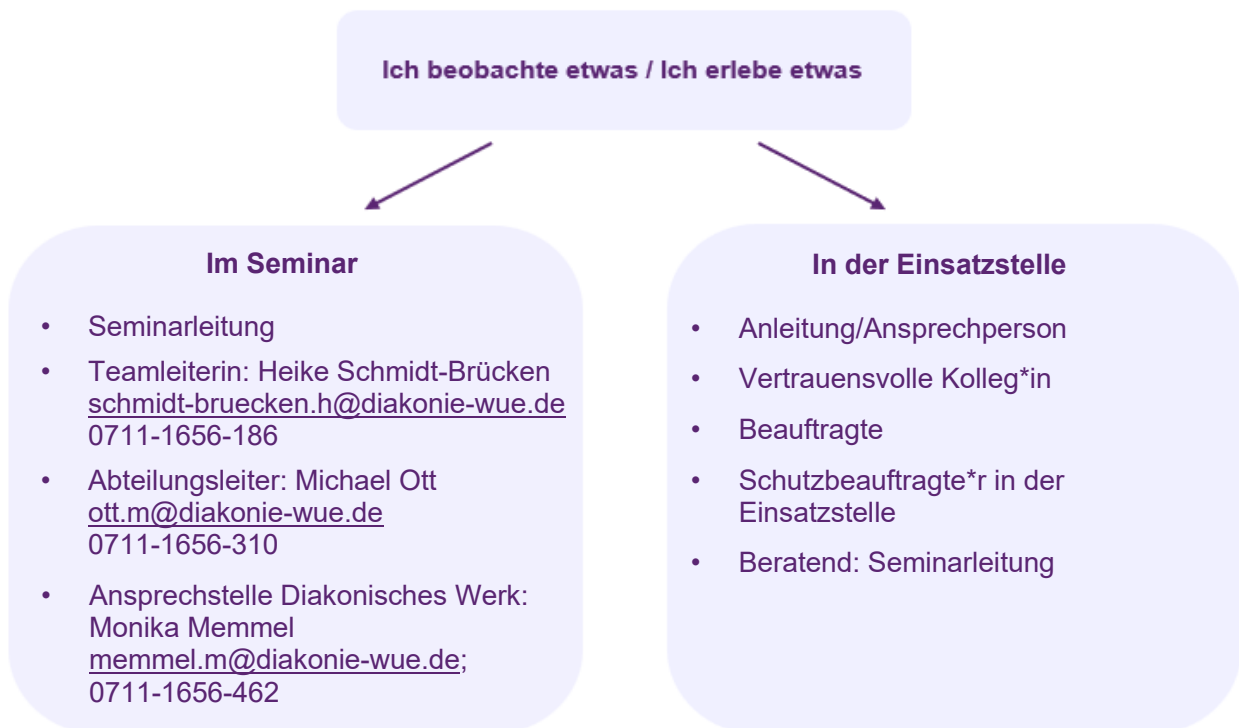 Ich beobachte etwas / Ich erlebe etwas
Im Seminar
• Seminarleitung
• Teamleiterin: Heike Schmidt-Brücken
schmidt-bruecken.h@diakonie-wue.de
0711-1656-186
• Abteilungsleiter: Michael Ott
ott.m@diakonie-wue.de
0711-1656-310
• Ansprechstelle Diakonisches Werk:
Monika Memmel
memmel.m@diakonie-wue.de;
0711-1656-462
In der Einsatzstelle
• Anleitung/Ansprechperson
• Vertrauensvolle Kolleg*in
• Beauftragte
• Schutzbeauftragte*r in der
Einsatzstelle
• Beratend: Seminarleitung